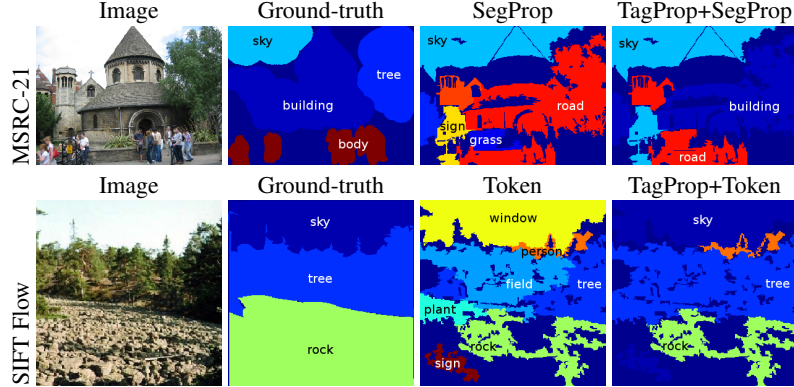 Image Ground-truth SegProp TagProp+SegProp
MSRC-21
sky sky sky
tree
building road building
sign
grass
body road
Image Ground-truth Token TagProp+Token
SIFT Flow
sky window sky
person
tree field tree tree
plant
rock rock rock
sign